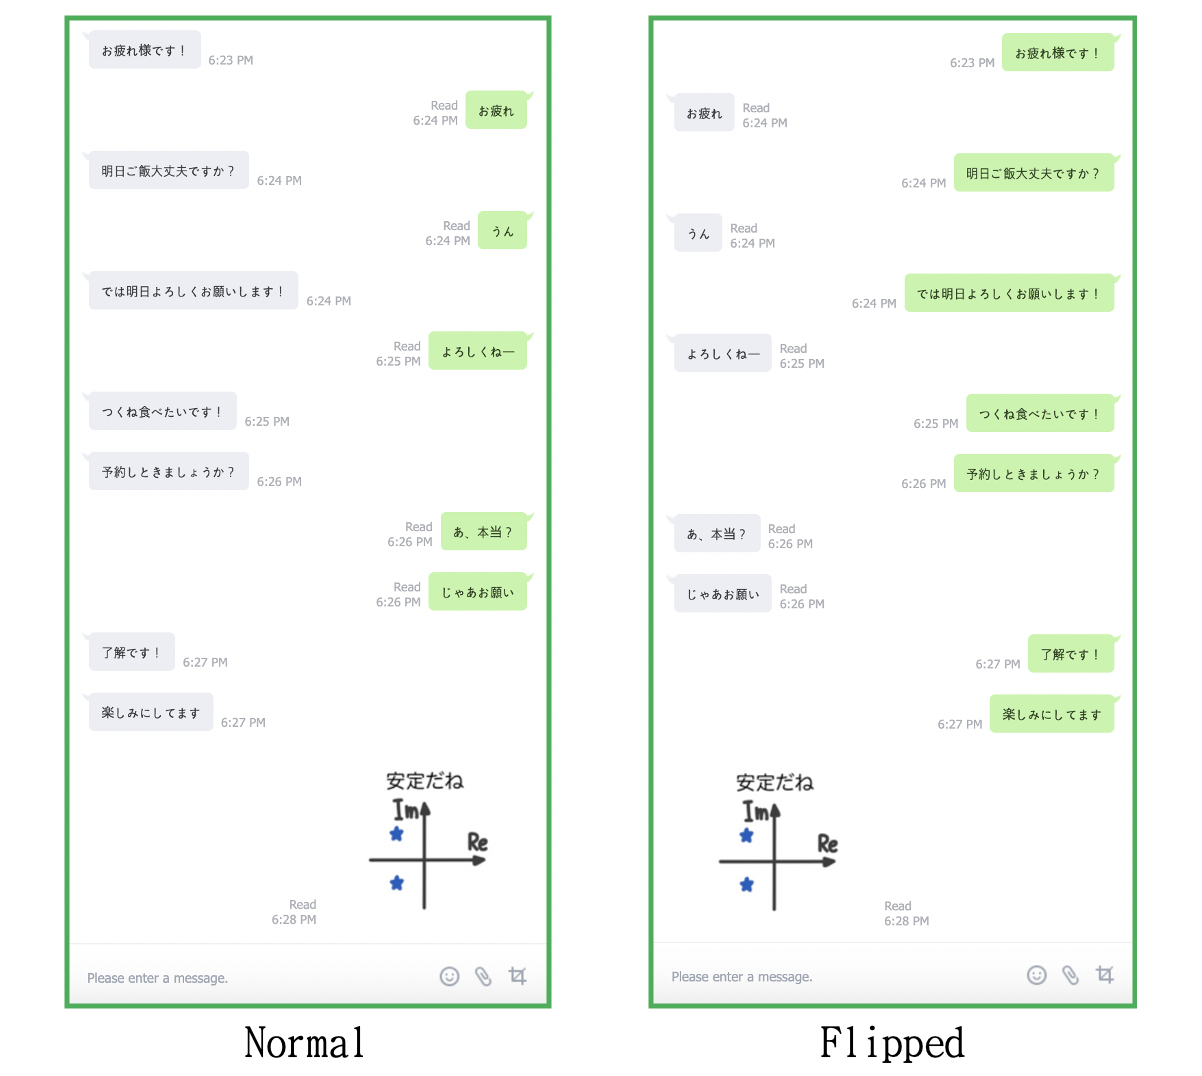 お疲れ様です！
6:23 PM
Read
6:24 PM
お疲れ
明日ご飯大丈夫ですか？
6:24 PM
Read
6:24 PM
うん
では明日よろしくお願いします！
6:24 PM
Read
6:25 PM
よろしくねー
つくね食べたいです！
6:25 PM
予約しときましょうか？
6:26 PM
Read
6:26 PM
あ、本当？
Read
6:26 PM
じゃあお願い
了解です！
6:27 PM
楽しみにしてます
6:27 PM
安定だね
Im
Re
Read
6:28 PM
Please enter a message.
Normal
6:23 PM
お疲れ様です！
お疲れ
Read
6:24 PM
6:24 PM
明日ご飯大丈夫ですか？
うん
Read
6:24 PM
6:24 PM
では明日よろしくお願いします！
よろしくねー
Read
6:25 PM
6:25 PM
つくね食べたいです！
6:26 PM
予約しときましょうか？
あ、本当？
Read
6:26 PM
じゃあお願い
Read
6:26 PM
6:27 PM
了解です！
6:27 PM
楽しみにしてます
安定だね
Im
Re
Read
6:28 PM
Please enter a message.
Flipped